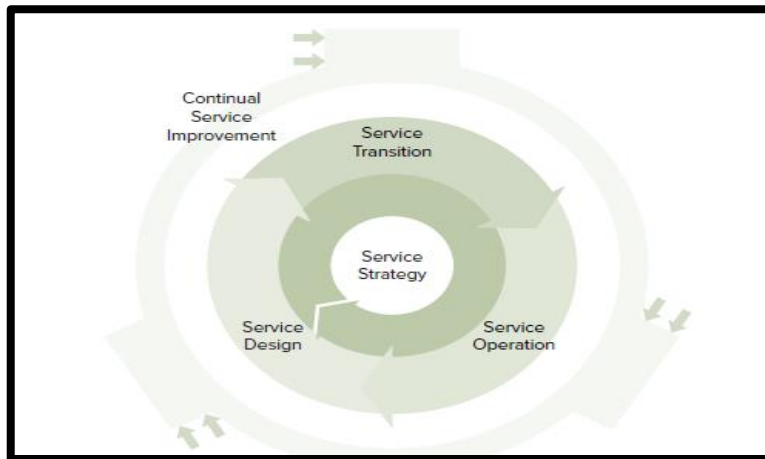 Continual
Service
Improvement
Service
Transition
Service
Strategy
Service
Design
Service
Operation